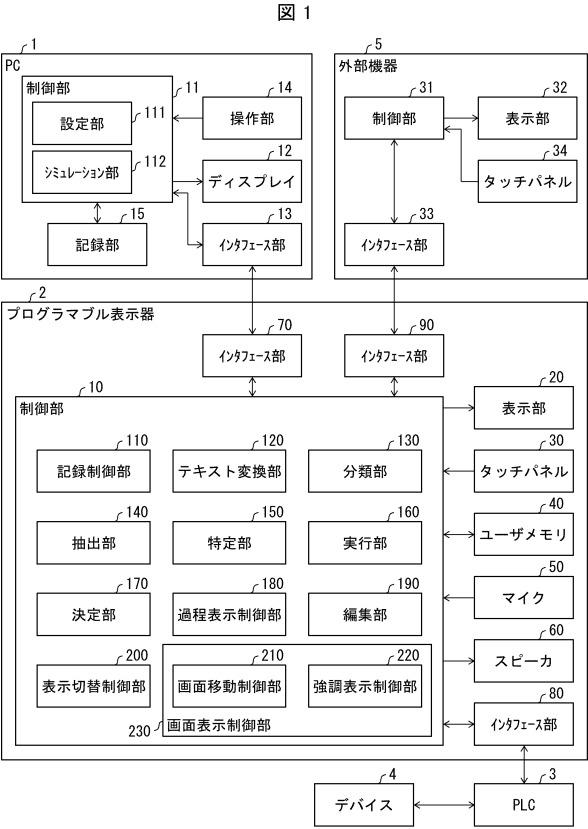 図1
1
PC
制御部
11
設定部
111
シミュレーション部
112
記録部
15
操作部
14
ディスプレイ
12
インタフェース部
13
5
外部機器
制御部
31
表示部
32
タッチパネル
34
インタフェース部
33
2
プログラマブル表示器
インタフェース部
70
インタフェース部
90
10
制御部
記録制御部
110
テキスト変換部
120
分類部
130
抽出部
140
特定部
150
実行部
160
決定部
170
過程表示制御部
180
編集部
190
表示切替制御部
200
画面移動制御部
210
強調表示制御部
220
230
画面表示制御部
表示部
20
タッチパネル
30
ユーザメモリ
40
マイク
50
スピーカ
60
インタフェース部
80
デバイス
4
PLC
3